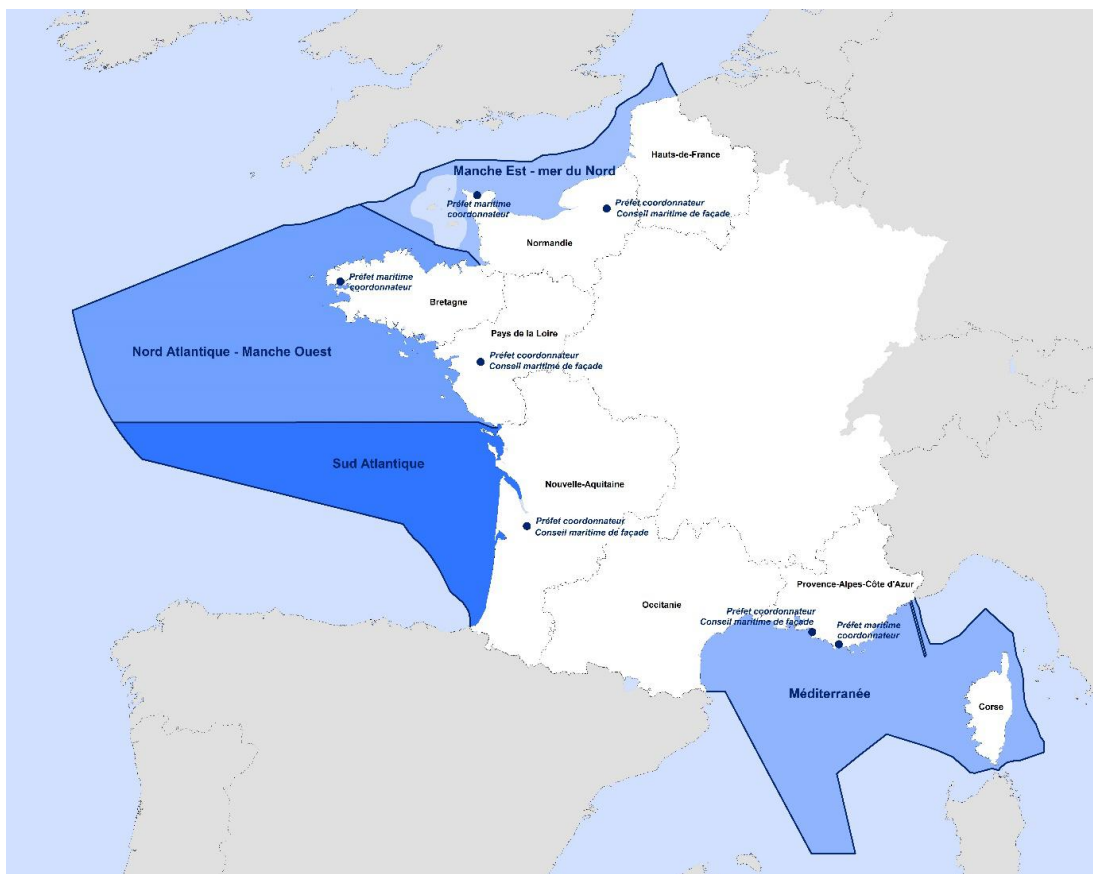 Hauts-de-France
Manche Est - mer du Nord
Préfet maritime
coordonnateur
Préfet coordonnateur
Conseil maritime de façade
Normandie
Préfet maritime
coordonnateur
Bretagne
Pays de la Loire
Nord Atlantique - Manche Ouest
Préfet coordonnateur
Conseil maritime de façade
Sud Atlantique
Nouvelle-Aquitaine
Préfet coordonnateur
Conseil maritime de façade
Provence-Alpes-Côte d'Azur
Occitanie
Préfet coordonnateur
Conseil maritime de façade
Préfet maritime
coordonnateur
Méditerranée
Corse